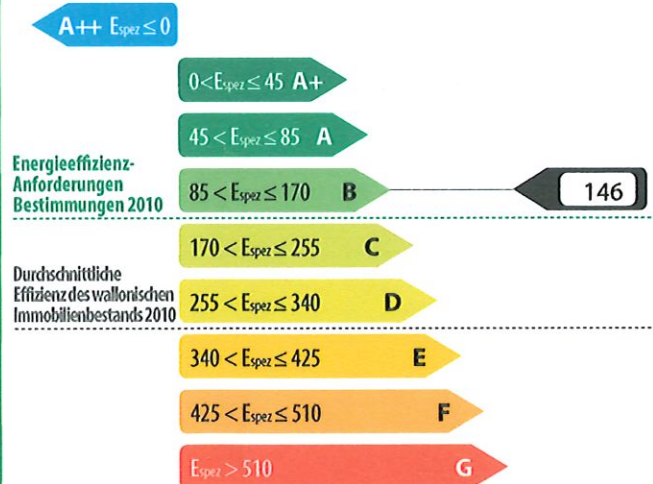 A++ Espez ≤ 0
0<Espez ≤ 45 A+
45 < Espez ≤ 85 A
Energieeffizienz-
Anforderungen
Bestimmungen 2010
85 < Espez ≤ 170 B
146
170 < Espez ≤ 255 C
Durchschnittliche
Effizienz des wallonischen
Immobilienbestands 2010
255 < Espez ≤ 340 D
340 < Espez ≤ 425 E
425 < Espez ≤ 510 F
Espez > 510 G